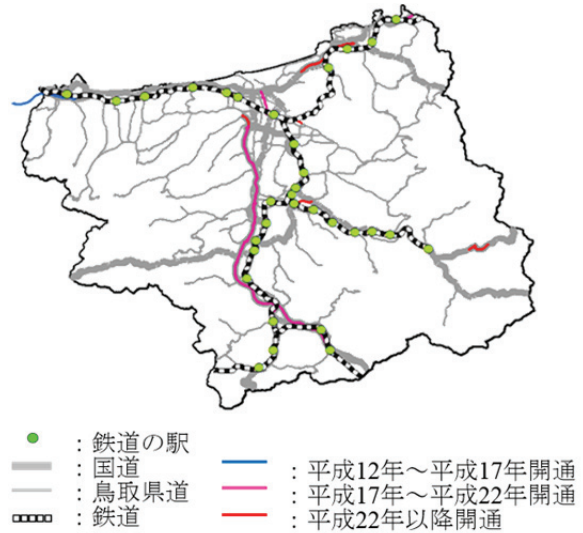 ：鉄道の駅
：国道
：鳥取県道
：鉄道
：平成12年～平成17年開通
：平成17年～平成22年開通
：平成22年以降開通